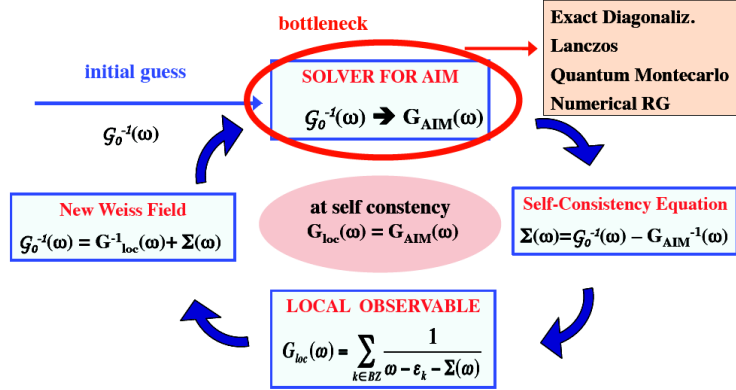 bottleneck
Exact Diagonaliz.
Lanczos
Quantum Montecarlo
Numerical RG
initial guess
SOLVER FOR AIM
𝒢₀⁻¹(ω) ➔ G_AIM(ω)
𝒢₀⁻¹(ω)
New Weiss Field
𝒢₀⁻¹(ω) = G⁻¹_loc(ω)+ Σ(ω)
at self constency
G_loc(ω) = G_AIM(ω)
Self-Consistency Equation
Σ(ω)=𝒢₀⁻¹(ω) – G_AIM⁻¹(ω)
LOCAL OBSERVABLE
G_loc(ω) = ∑_{k∈BZ} 1 / (ω – ε_k – Σ(ω))